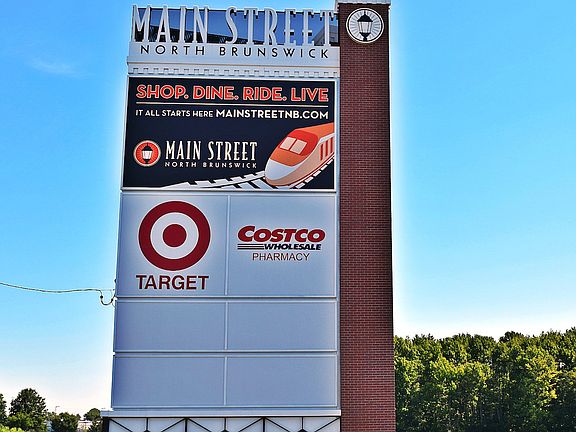 MAIN STREET
NORTH BRUNSWICK
SHOP. DINE. RIDE. LIVE
IT ALL STARTS HERE MAINSTREETNB.COM
MAIN STREET
NORTH BRUNSWICK
TARGET
COSTCO
WHOLESALE
PHARMACY